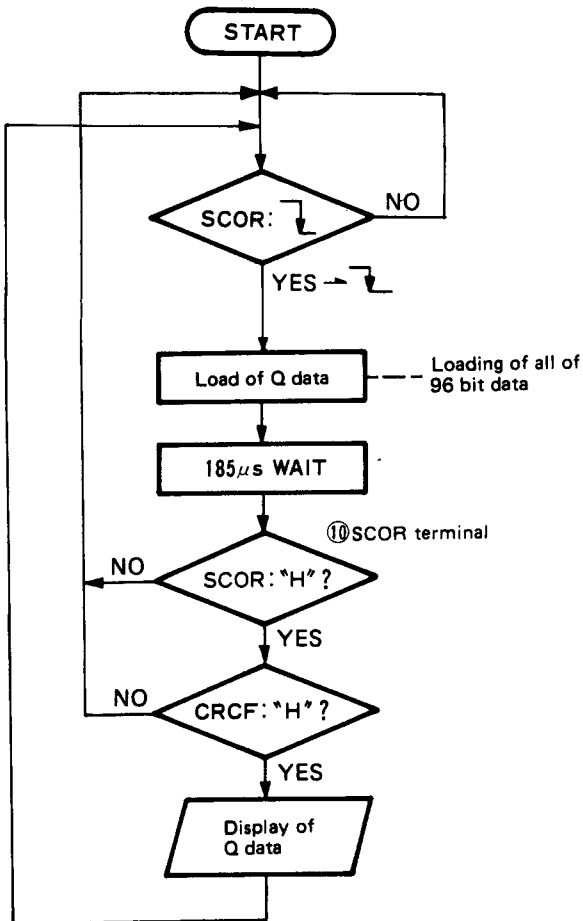 START
SCOR:
NO
YES
Load of Q data
Loading of all of
96 bit data
185μs WAIT
⑩SCOR terminal
NO
SCOR: "H" ?
YES
NO
CRCF: "H" ?
YES
Display of
Q data